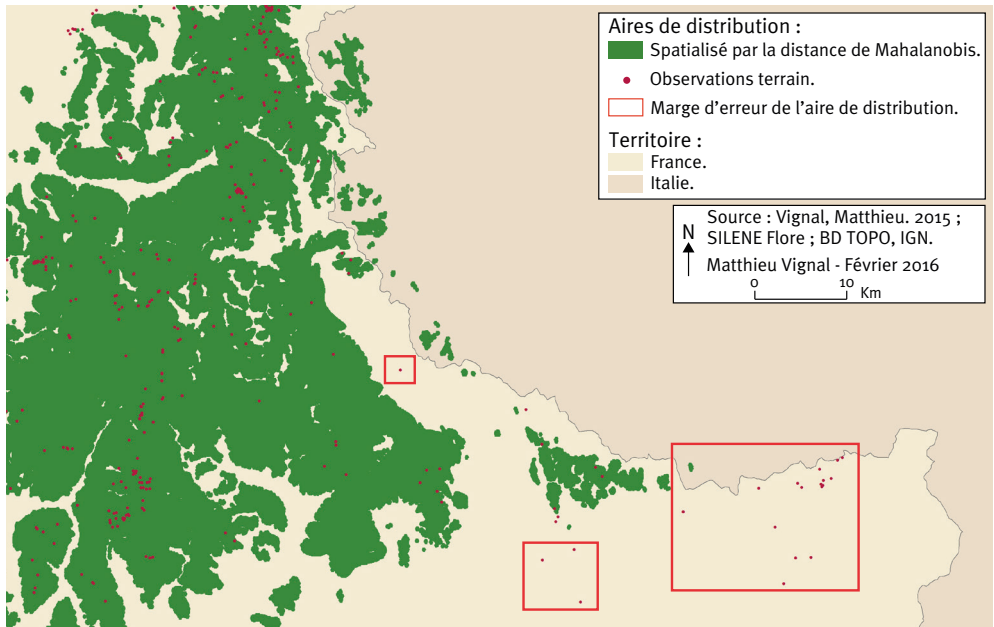 Aires de distribution :
Spatialisé par la distance de Mahalanobis.
Observations terrain.
Marge d'erreur de l'aire de distribution.
Territoire :
France.
Italie.
Source : Vignal, Matthieu. 2015 ;
SILENE Flore ; BD TOPO, IGN.
N
Matthieu Vignal - Février 2016
0 10
Km